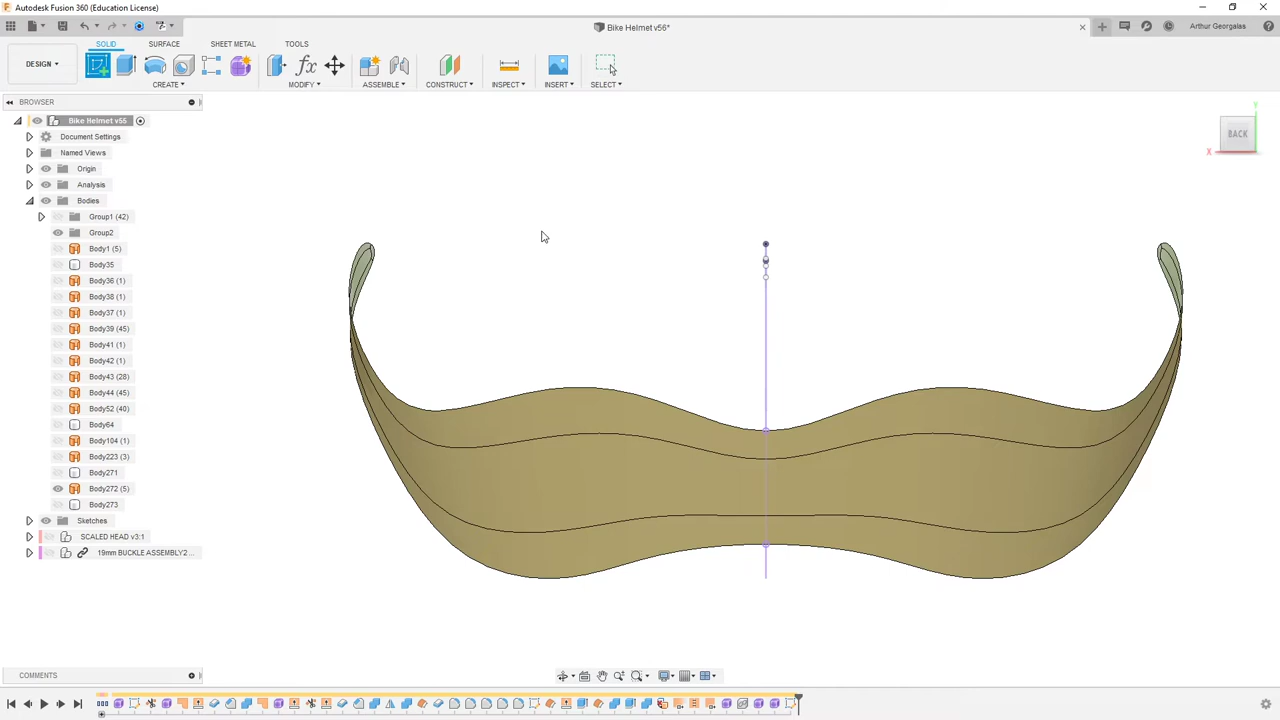 Autodesk Fusion 360 (Education License)
Bike Helmet v56*
Arthur Georgalas
DESIGN
SOLID SURFACE SHEET METAL TOOLS
CREATE MODIFY ASSEMBLE CONSTRUCT INSPECT INSERT SELECT
BROWSER
Bike Helmet v55
Document Settings
Named Views
Origin
Analysis
Bodies
Group1 (42)
Group2
Body1 (5)
Body35
Body36 (1)
Body38 (1)
Body37 (1)
Body39 (45)
Body41 (1)
Body42 (1)
Body43 (28)
Body44 (45)
Body52 (40)
Body64
Body104 (1)
Body223 (3)
Body271
Body272 (5)
Body273
Sketches
SCALED HEAD v3:1
19mm BUCKLE ASSEMBLY2...
Y
BACK
X
COMMENTS